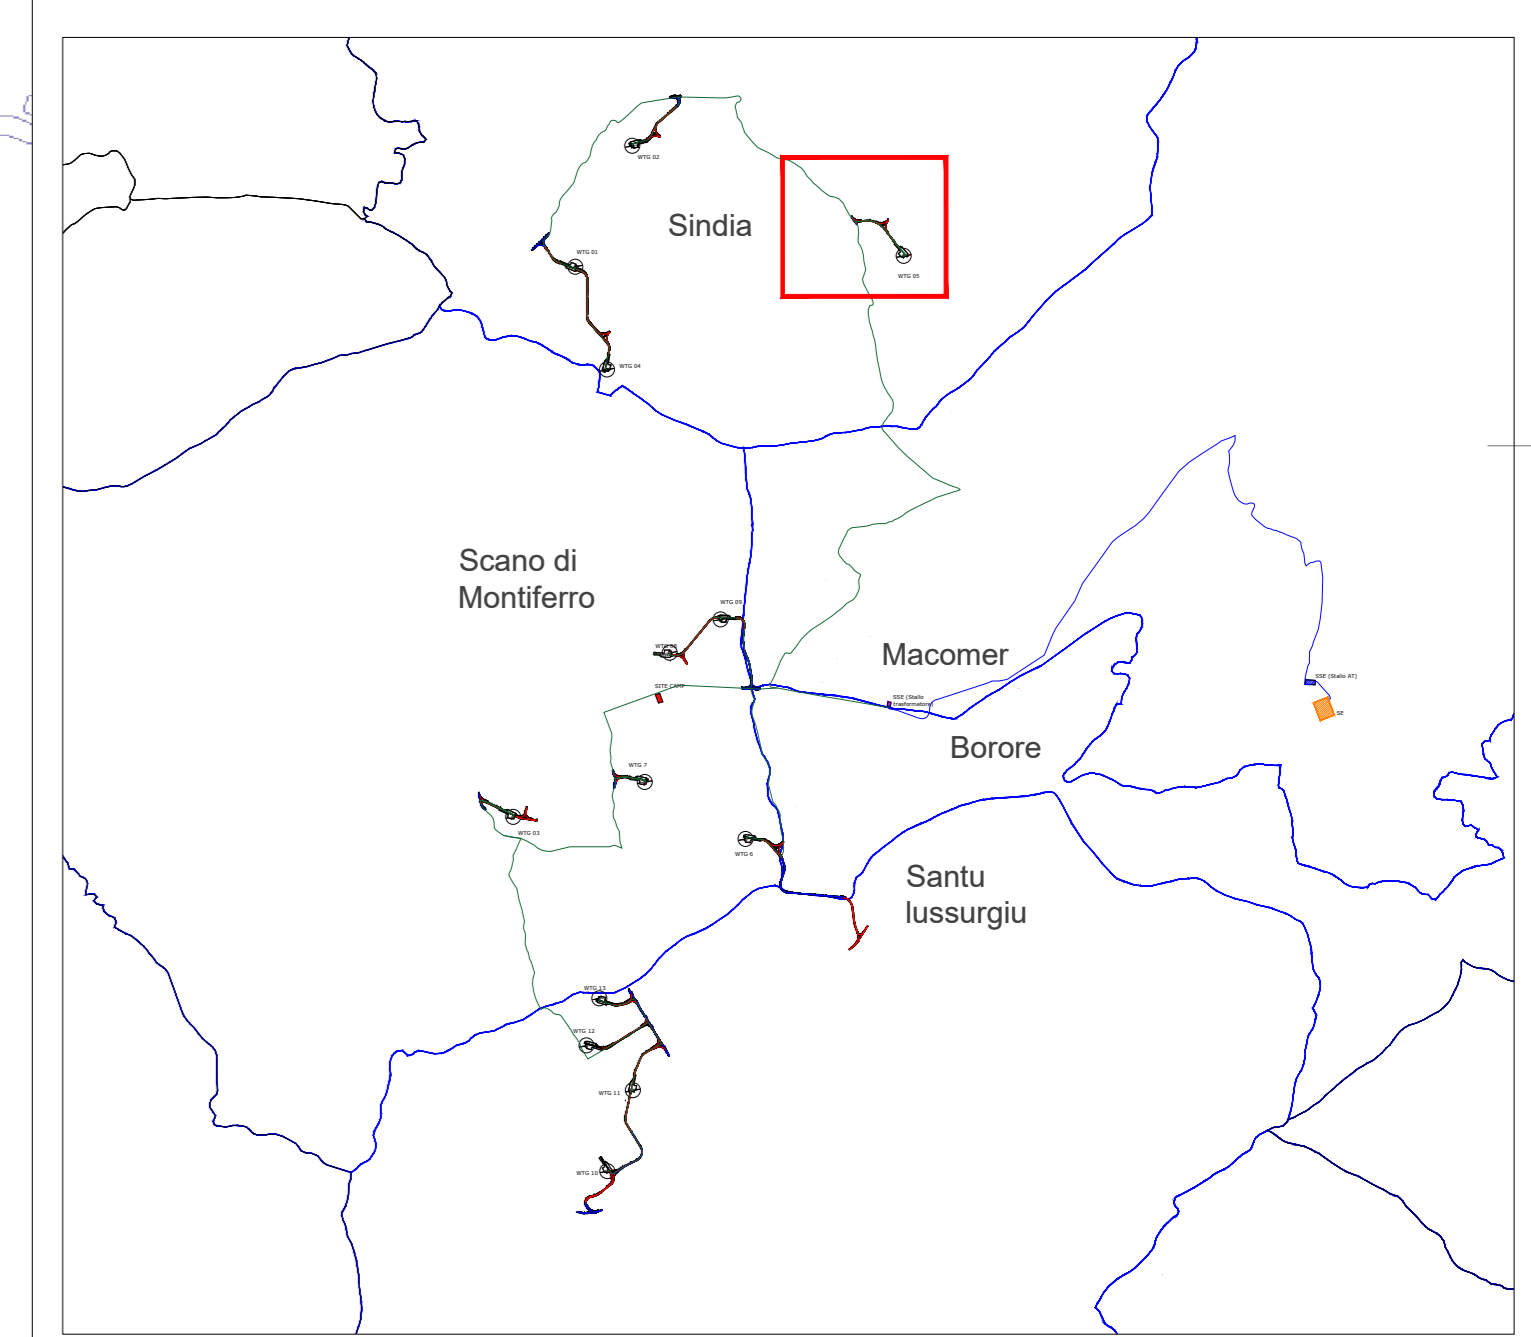 WTG 02
Sindia
WTG 01
WTG 05
WTG 04
Scano di
Montiferro
WTG 09
WTG 08
Macomer
SITE CAMP
SSE (Stallo
trasformatore)
SSE (Stallo AT)
SE
Borore
WTG 7
WTG 03
WTG 6
Santu
lussurgiu
WTG 13
WTG 12
WTG 11
WTG 10